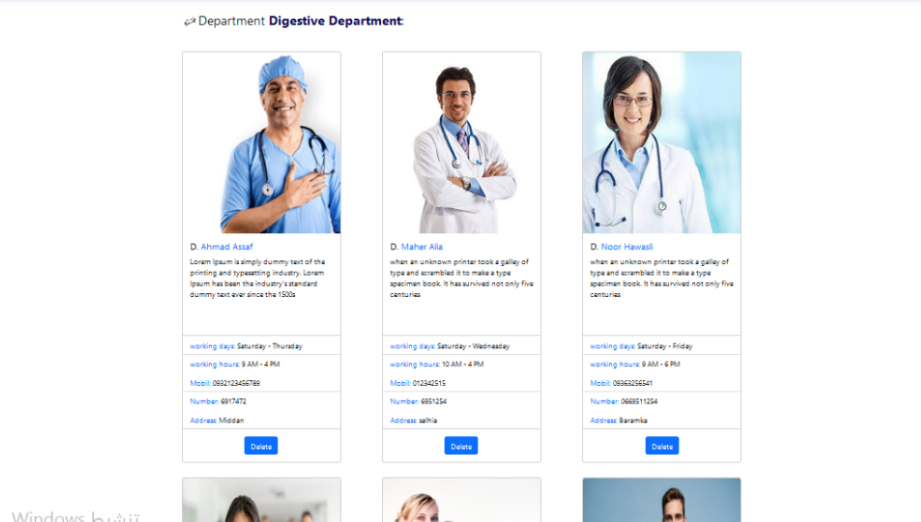 Department Digestive Department:
D. Ahmad Assaf
Lorem Ipsum is simply dummy text of the
printing and typesetting industry. Lorem
Ipsum has been the industry's standard
dummy text ever since the 1500s
working days: Saturday - Thursday
working hours: 9 AM - 4 PM
Mobil: 0932123456789
Number: 6917472
Address: Middan
Delete
D. Maher Alia
when an unknown printer took a galley of
type and scrambled it to make a type
specimen book. It has survived not only five
centuries
working days: Saturday - Wednesday
working hours: 10 AM - 4 PM
Mobil: 012342515
Number: 6951254
Address: salhia
Delete
D. Noor Hawasli
when an unknown printer took a galley of
type and scrambled it to make a type
specimen book. It has survived not only five
centuries
working days: Saturday - Friday
working hours: 9 AM - 6 PM
Mobil: 09363256541
Number: 0669511254
Address: Baramka
Delete
تنشيط Windows